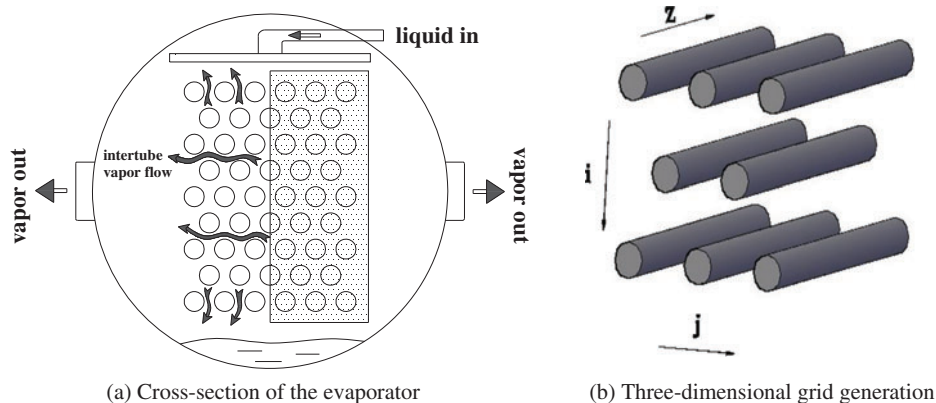 liquid in
intertube
vapor flow
vapor out
vapor out
(a) Cross-section of the evaporator
z
i
j
(b) Three-dimensional grid generation